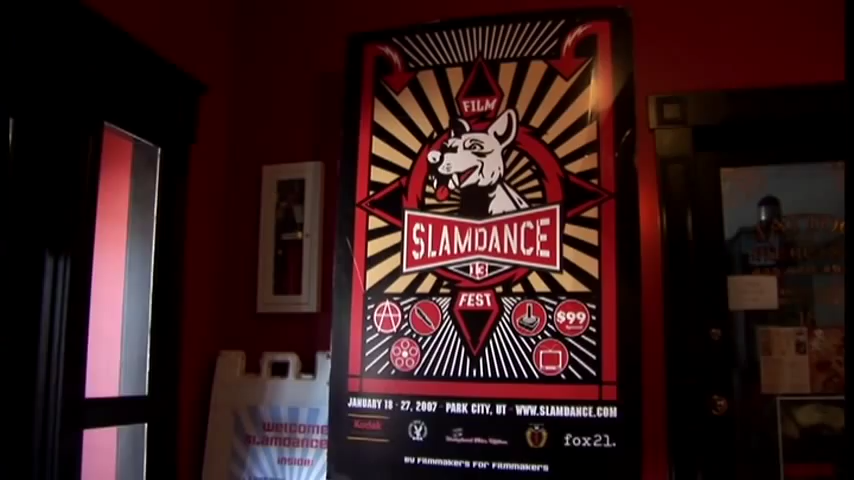 FILM
SLAMDANCE
13
FEST
$99
JANUARY 18 - 27, 2007 - PARK CITY, UT - WWW.SLAMDANCE.COM
Kodak
fox21.
BY FILMMAKERS FOR FILMMAKERS
welcome
slamdance
inside!